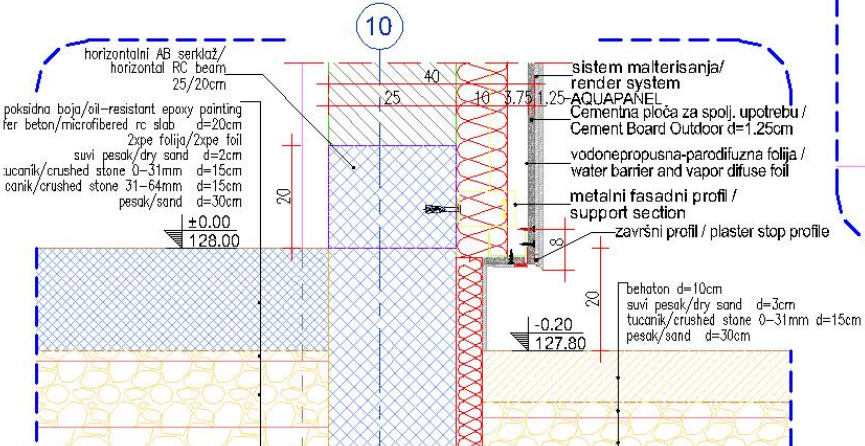 10
horizontalni AB serklaž/
horizontal RC beam
25/20cm
poksidna boja/oil-resistant epoxy painting
fer beton/microfibered rc slab d=20cm
2xpe folija/2xpe foil
suvi pesak/dry sand d=2cm
ucanik/crushed stone 0-31mm d=15cm
canik/crushed stone 31-64mm d=15cm
pesak/sand d=30cm
±0.00
128.00
20
40
25
10
3.75
1.25
sistem malterisanja/
render system
AQUAPANEL
Cementna ploča za spolj. upotrebu /
Cement Board Outdoor d=1.25cm
vodonepropusna-parodifuzna folija /
water barrier and vapor difuse foil
metalni fasadni profil /
support section
završni profil / plaster stop profile
8
20
-0.20
127.80
behaton d=10cm
suvi pesak/dry sand d=3cm
tucanik/crushed stone 0-31mm d=15cm
pesak/sand d=30cm